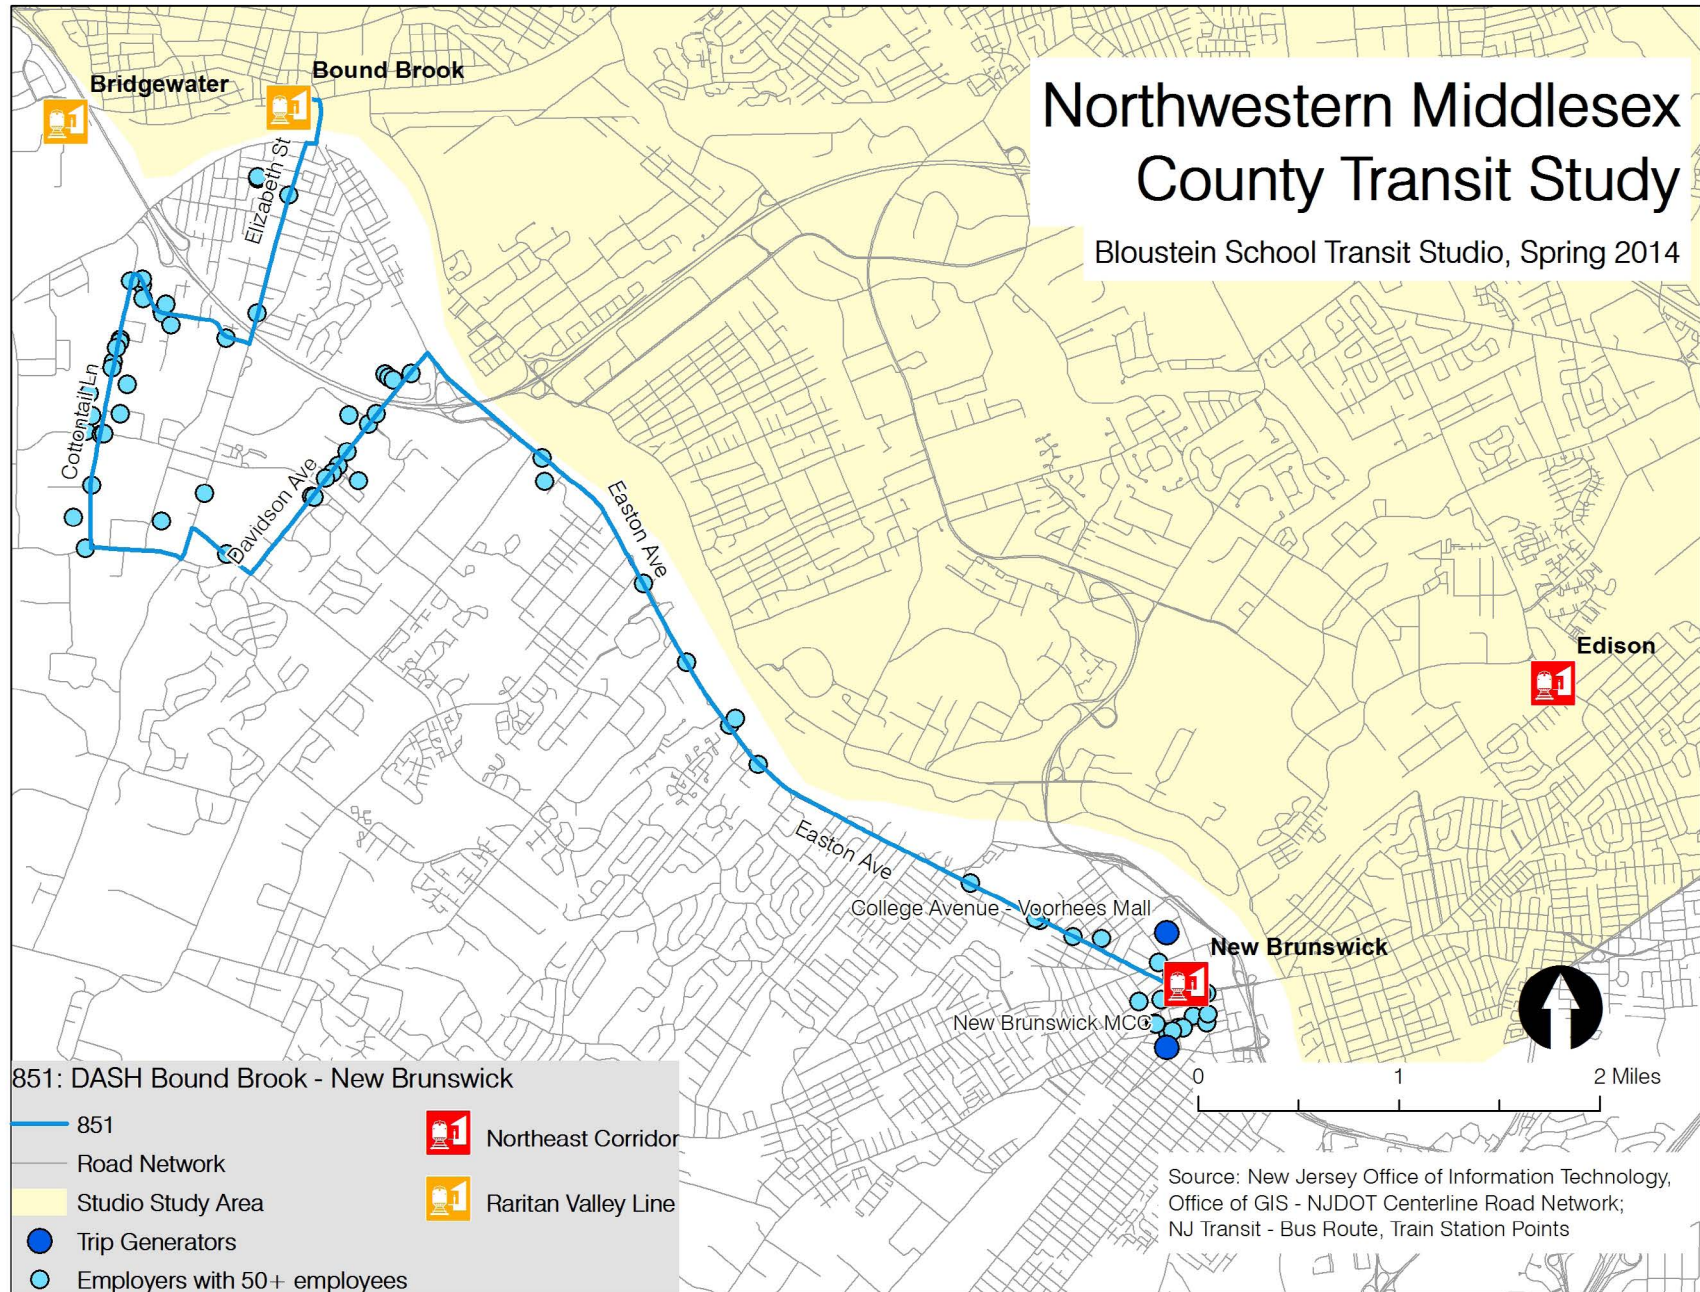 Northwestern Middlesex
County Transit Study
Bloustein School Transit Studio, Spring 2014
Bridgewater
Bound Brook
Elizabeth St
Cottontail Ln
Davidson Ave
Easton Ave
Edison
Easton Ave
College Avenue - Voorhees Mall
New Brunswick
New Brunswick MCC
0 1 2 Miles
851: DASH Bound Brook - New Brunswick
851
Road Network
Studio Study Area
Trip Generators
Employers with 50+ employees
Northeast Corridor
Raritan Valley Line
Source: New Jersey Office of Information Technology,
Office of GIS - NJDOT Centerline Road Network;
NJ Transit - Bus Route, Train Station Points